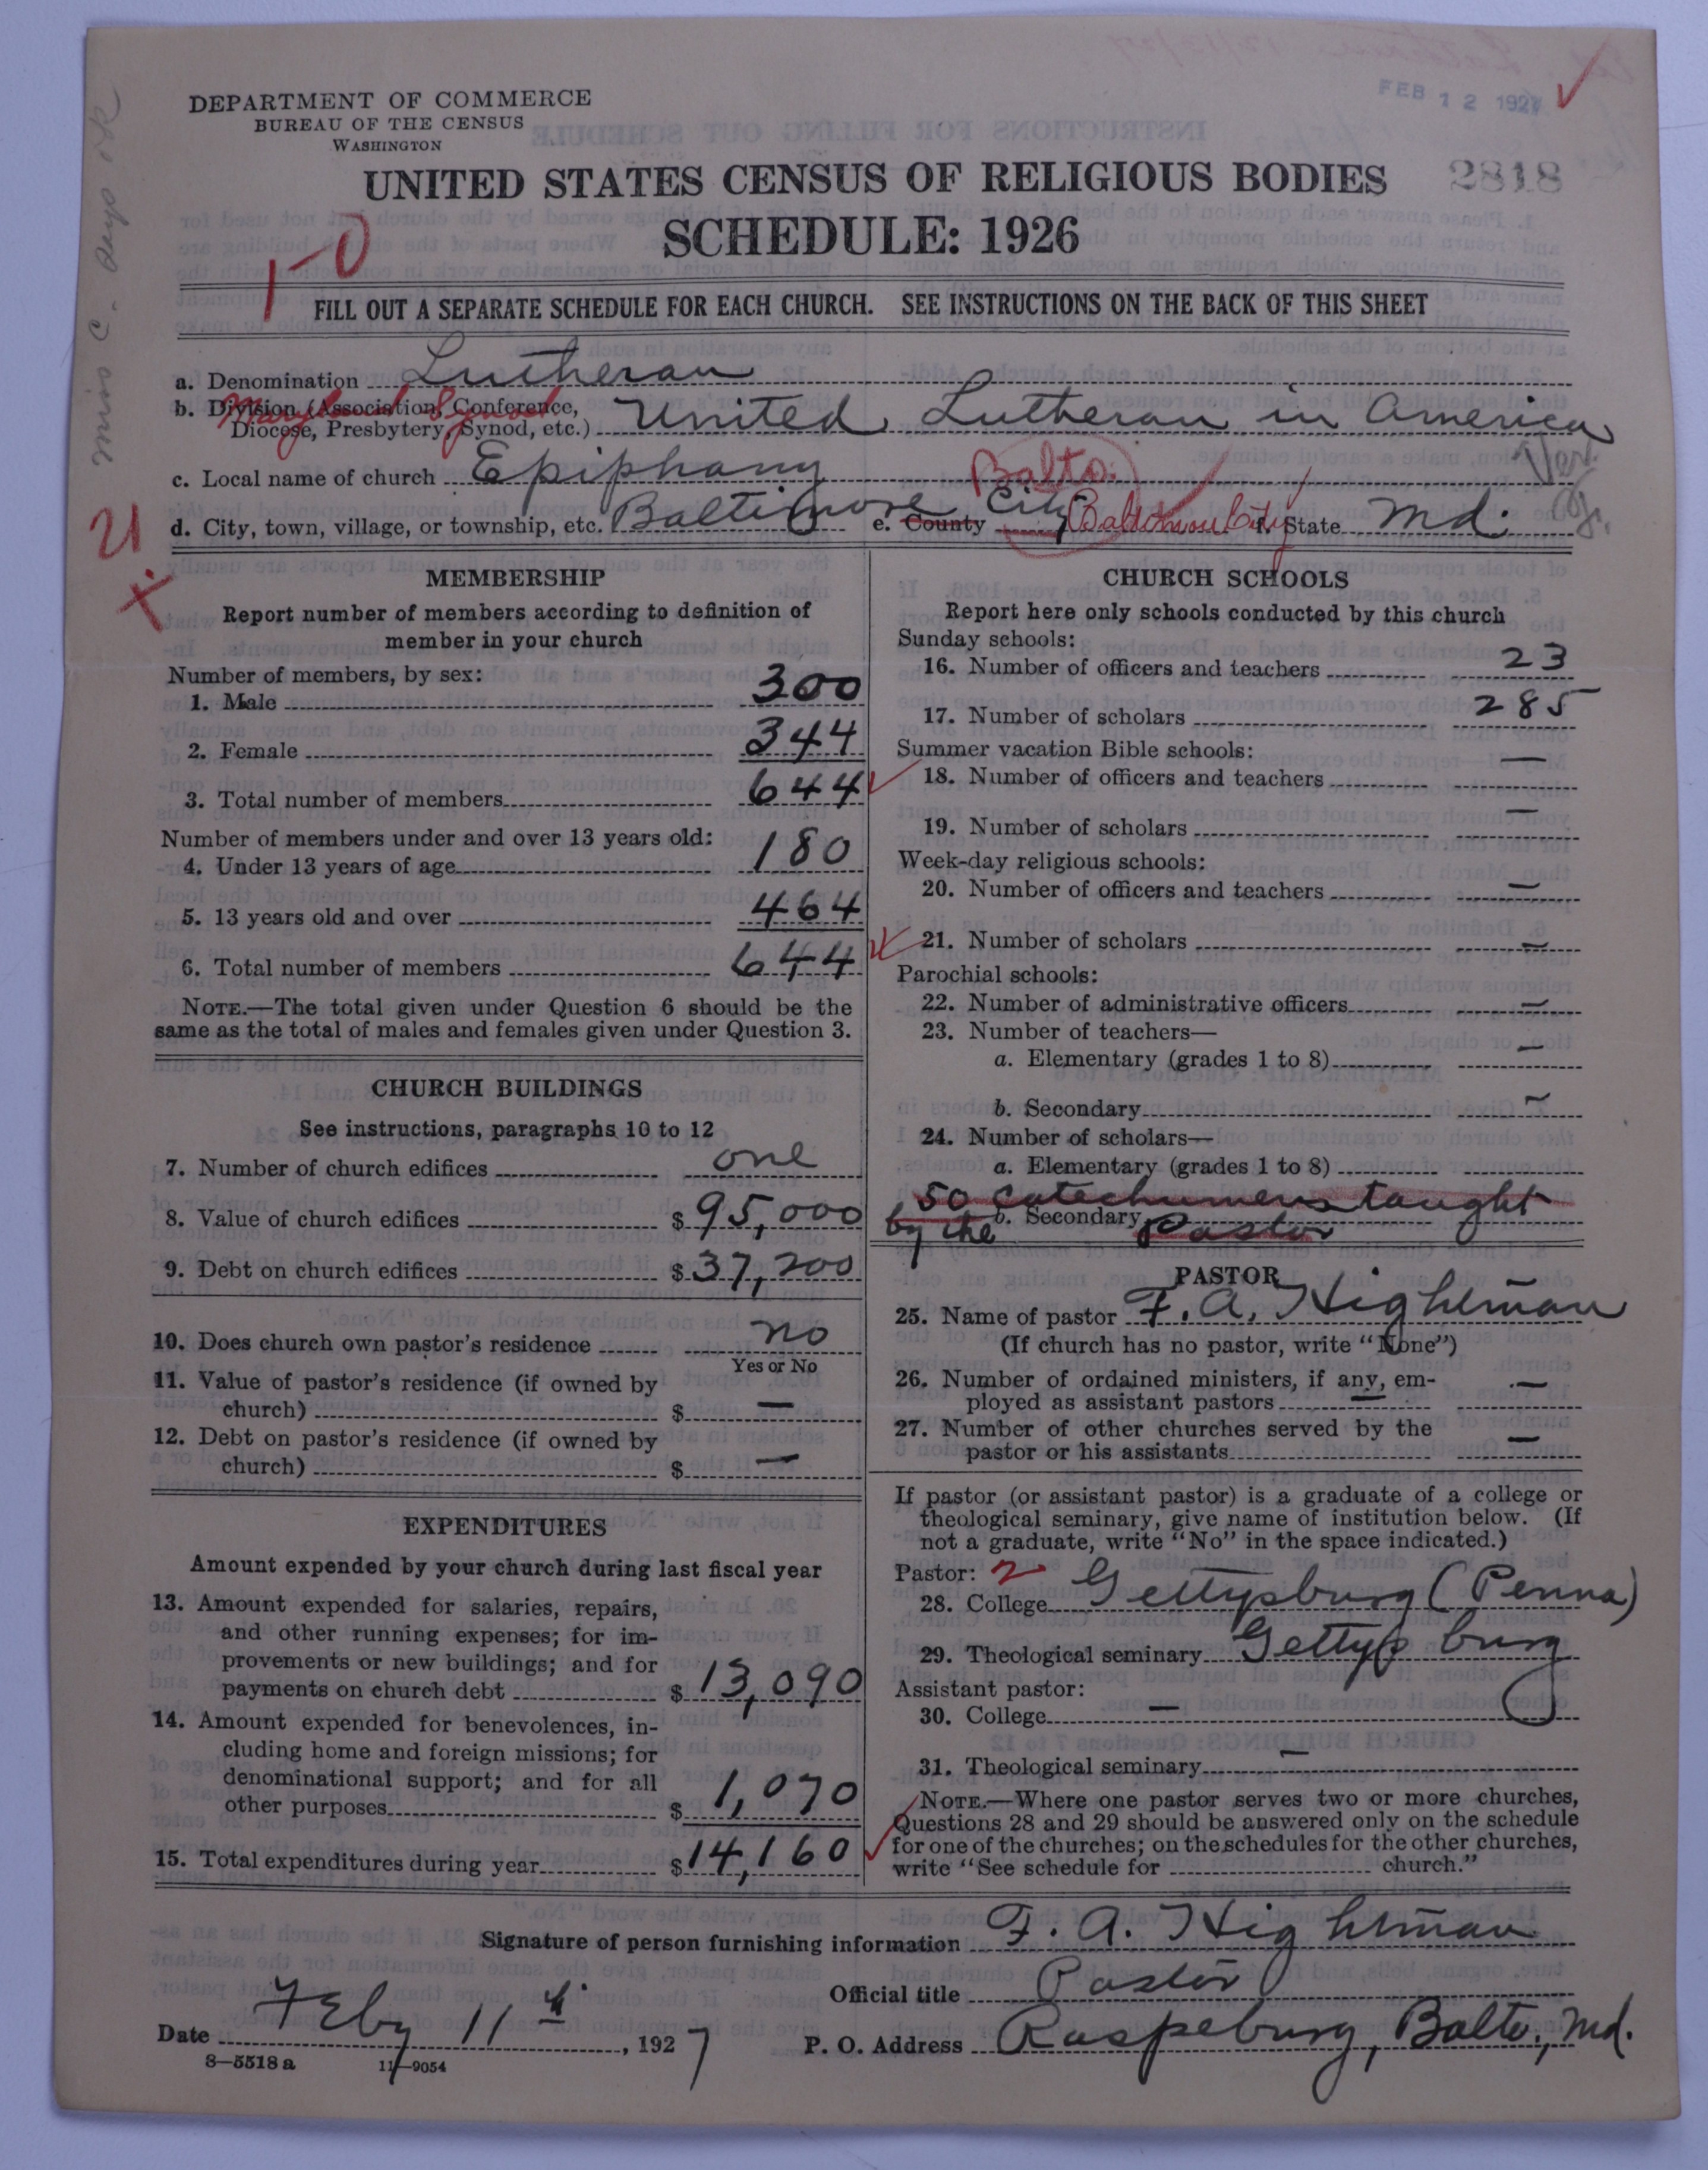 FEB 12 1927
DEPARTMENT OF COMMERCE
BUREAU OF THE CENSUS
WASHINGTON
2818
UNITED STATES CENSUS OF RELIGIOUS BODIES
SCHEDULE: 1926
1-0
FILL OUT A SEPARATE SCHEDULE FOR EACH CHURCH. SEE INSTRUCTIONS ON THE BACK OF THIS SHEET
a. Denomination Lutheran
Maryland Synod
b. Division (Association, Conference,
Diocese, Presbytery, Synod, etc.) United Lutheran in America
c. Local name of church Epiphany
Balto.
d. City, town, village, or township, etc. Baltimore e. County City Baltimore City f. State Md.
21
MEMBERSHIP
Report number of members according to definition of
member in your church
Number of members, by sex:
1. Male 300
2. Female 344
3. Total number of members 644
Number of members under and over 13 years old:
4. Under 13 years of age 180
5. 13 years old and over 464
6. Total number of members 644
NOTE.—The total given under Question 6 should be the
same as the total of males and females given under Question 3.
CHURCH BUILDINGS
See instructions, paragraphs 10 to 12
7. Number of church edifices one
8. Value of church edifices $95,000
9. Debt on church edifices $37,200
10. Does church own pastor's residence no
Yes or No
11. Value of pastor's residence (if owned by
church) $ —
12. Debt on pastor's residence (if owned by
church) $ —
EXPENDITURES
Amount expended by your church during last fiscal year
13. Amount expended for salaries, repairs,
and other running expenses; for im-
provements or new buildings; and for
payments on church debt $13,090
14. Amount expended for benevolences, in-
cluding home and foreign missions; for
denominational support; and for all
other purposes $1,070
15. Total expenditures during year $14,160
CHURCH SCHOOLS
Report here only schools conducted by this church
Sunday schools:
16. Number of officers and teachers 23
17. Number of scholars 285
Summer vacation Bible schools:
18. Number of officers and teachers —
19. Number of scholars —
Week-day religious schools:
20. Number of officers and teachers —
21. Number of scholars —
Parochial schools:
22. Number of administrative officers —
23. Number of teachers—
a. Elementary (grades 1 to 8) —
b. Secondary —
24. Number of scholars—
a. Elementary (grades 1 to 8)
50 catechumens taught
b. Secondary
by the Pastor
PASTOR
25. Name of pastor F. A. Hightman
(If church has no pastor, write "None")
26. Number of ordained ministers, if any, em-
ployed as assistant pastors — —
27. Number of other churches served by the
pastor or his assistants —
If pastor (or assistant pastor) is a graduate of a college or
theological seminary, give name of institution below. (If
not a graduate, write "No" in the space indicated.)
Pastor: 2
28. College Gettysburg (Penna)
29. Theological seminary Gettysburg
Assistant pastor:
30. College —
31. Theological seminary —
NOTE.—Where one pastor serves two or more churches,
Questions 28 and 29 should be answered only on the schedule
for one of the churches; on the schedules for the other churches,
write "See schedule for church."
Signature of person furnishing information F. A. Hightman
Official title Pastor
Date Feby 11th, 1927 P. O. Address Raspeburg, Balto., Md.
8—5518 a 11—9054